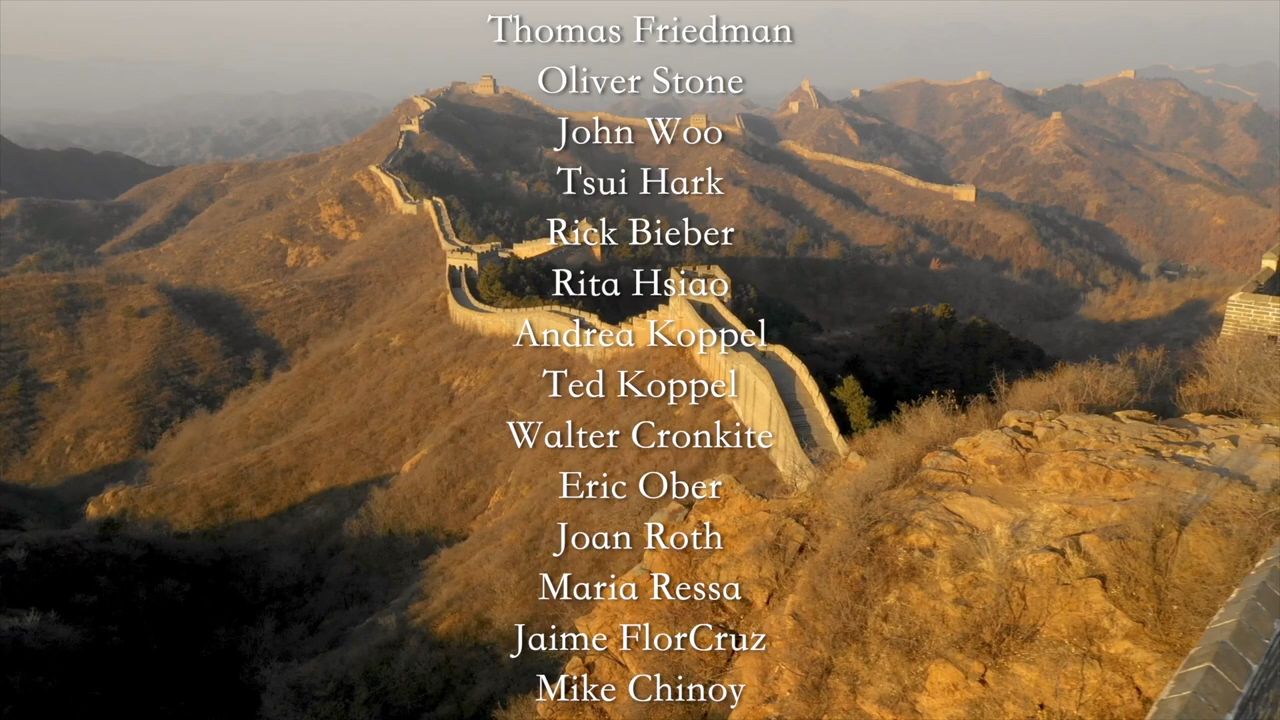 Thomas Friedman
Oliver Stone
John Woo
Tsui Hark
Rick Bieber
Rita Hsiao
Andrea Koppel
Ted Koppel
Walter Cronkite
Eric Ober
Joan Roth
Maria Ressa
Jaime FlorCruz
Mike Chinoy